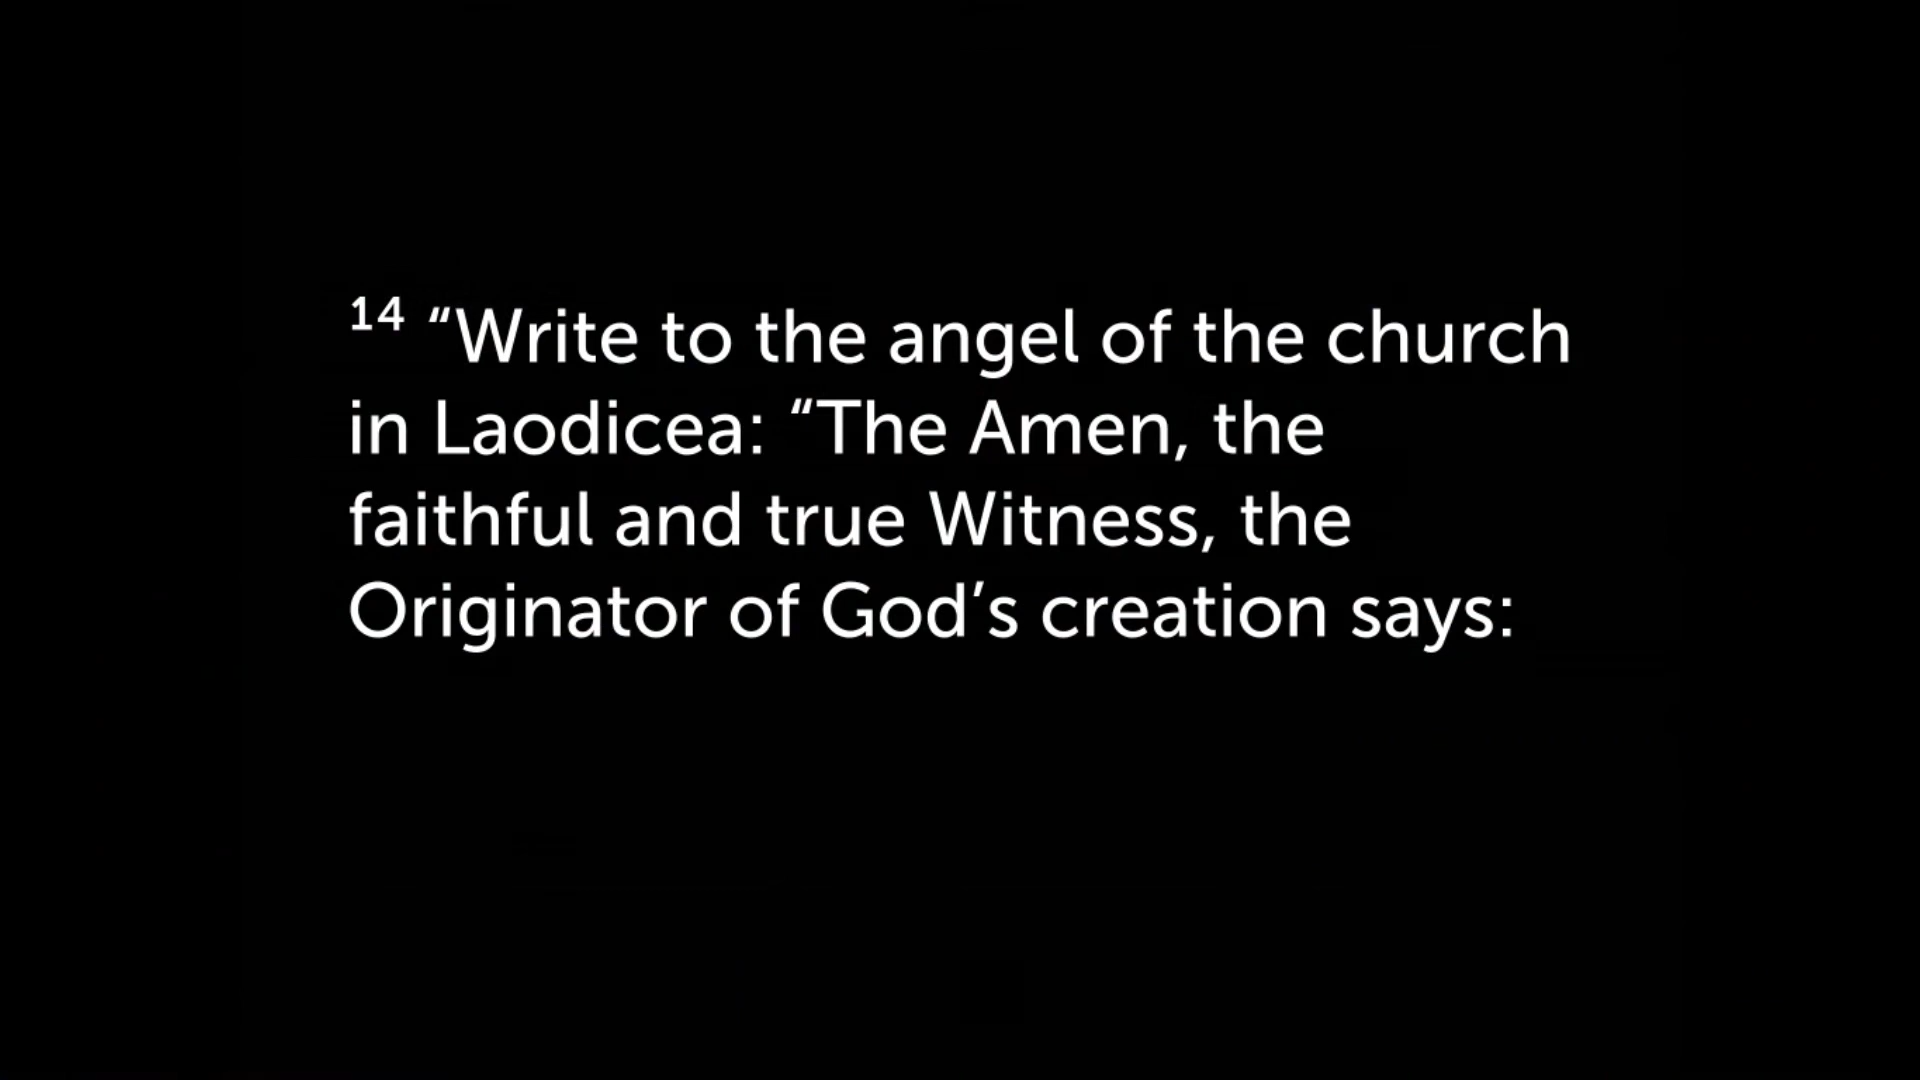 14 “Write to the angel of the church
in Laodicea: “The Amen, the
faithful and true Witness, the
Originator of God’s creation says: